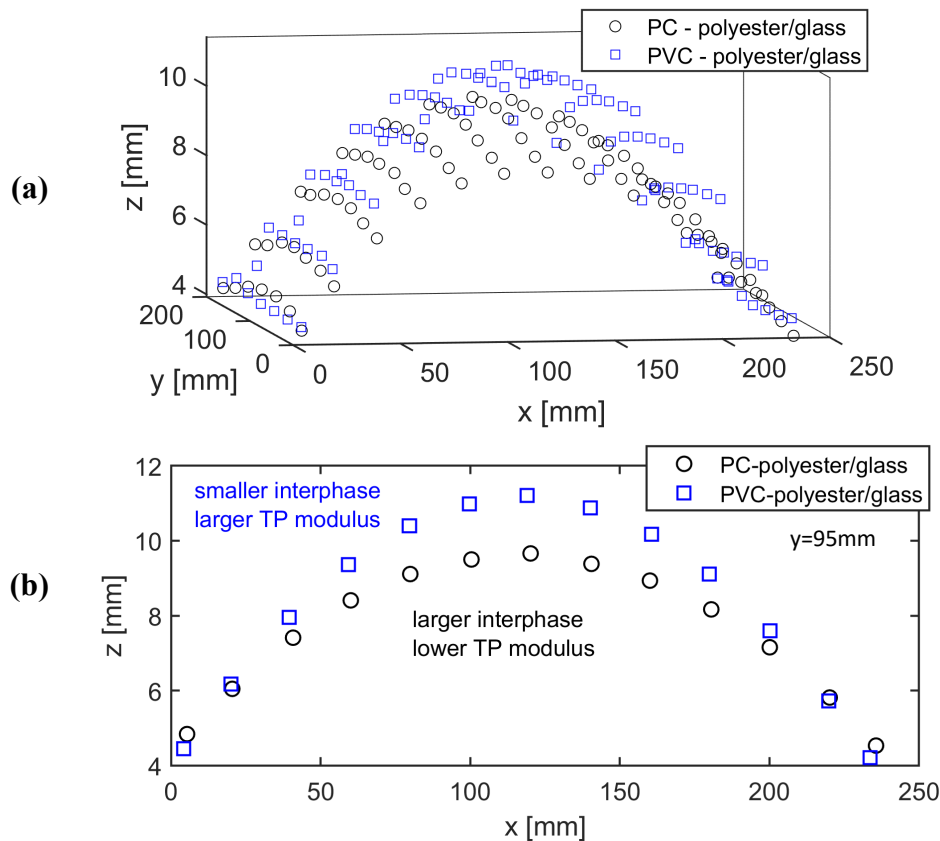 PC - polyester/glass
PVC - polyester/glass
(a)
10
8
6
4
z [mm]
200
100
0
y [mm]
0
50
100
150
200
250
x [mm]
(b)
PC-polyester/glass
PVC-polyester/glass
smaller interphase
larger TP modulus
y=95mm
larger interphase
lower TP modulus
12
10
8
6
4
z [mm]
0
50
100
150
200
250
x [mm]